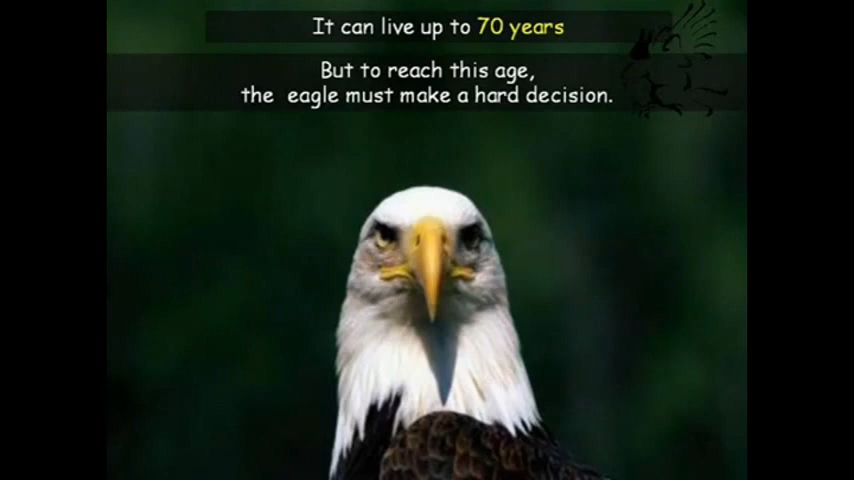 It can live up to 70 years
But to reach this age,
the eagle must make a hard decision.